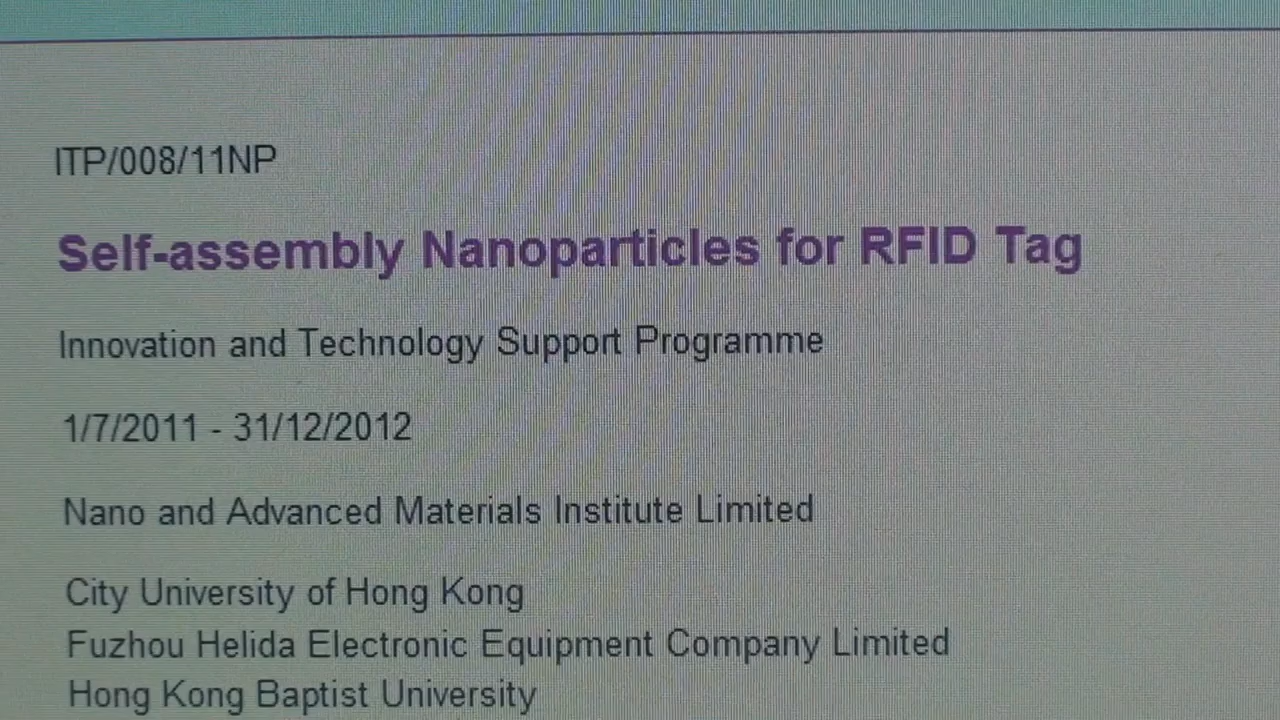 ITP/008/11NP
Self-assembly Nanoparticles for RFID Tag
Innovation and Technology Support Programme
1/7/2011 - 31/12/2012
Nano and Advanced Materials Institute Limited
City University of Hong Kong
Fuzhou Helida Electronic Equipment Company Limited
Hong Kong Baptist University